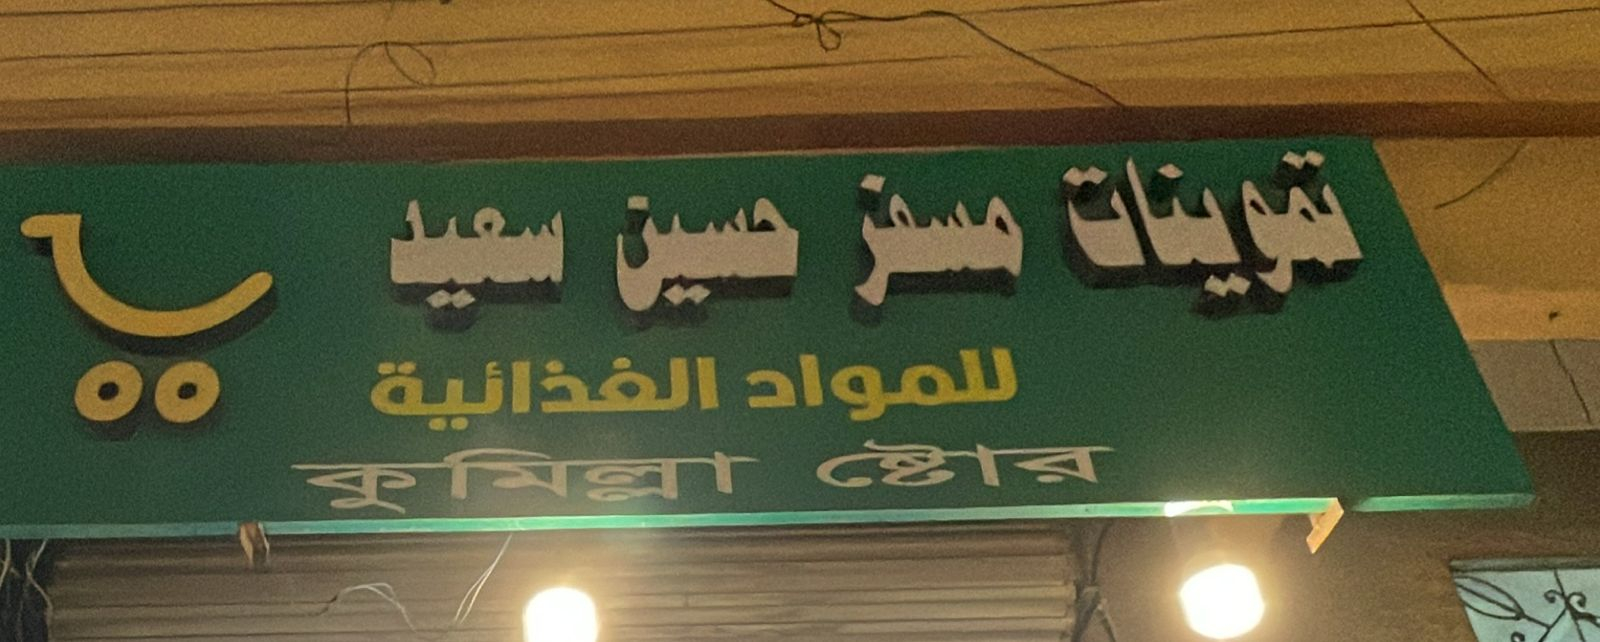 تموينات مسفر حسين سعيد
للمواد الغذائية
কুমিল্লা ষ্টোর